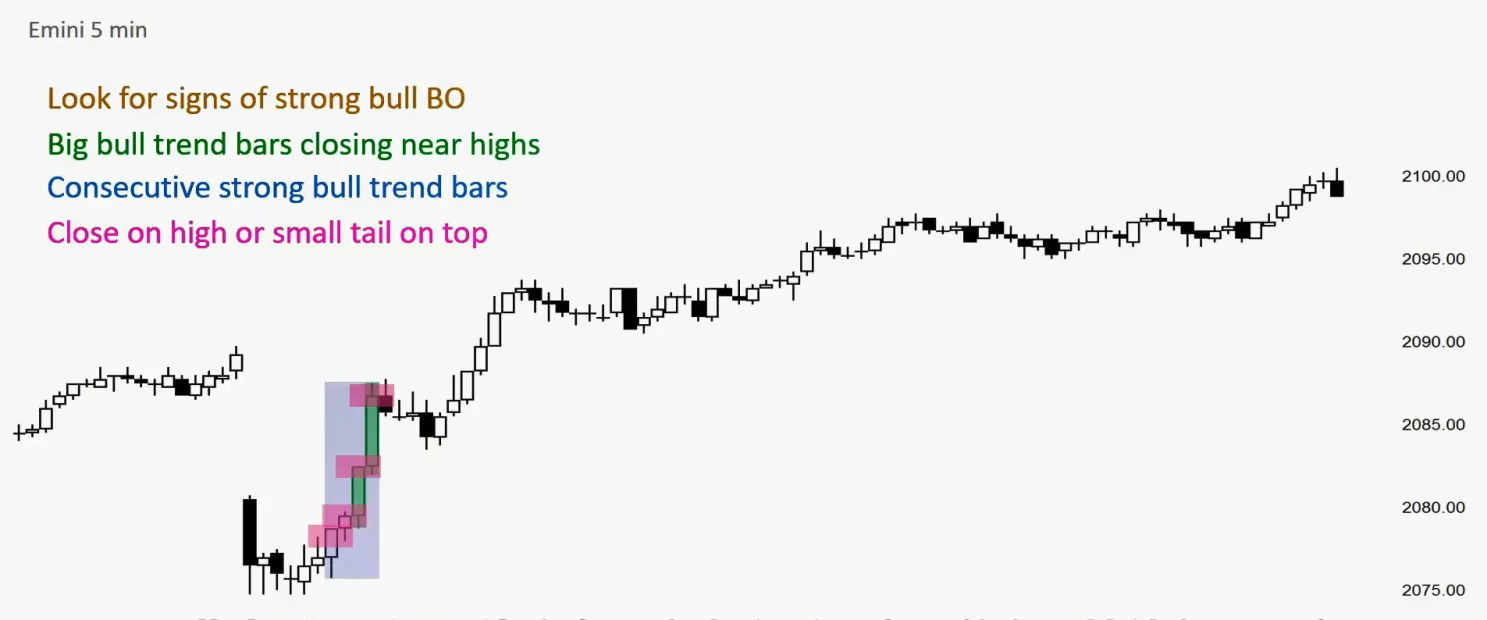 Emini 5 min
Look for signs of strong bull BO
Big bull trend bars closing near highs
Consecutive strong bull trend bars
Close on high or small tail on top
2100.00
2095.00
2090.00
2085.00
2080.00
2075.00